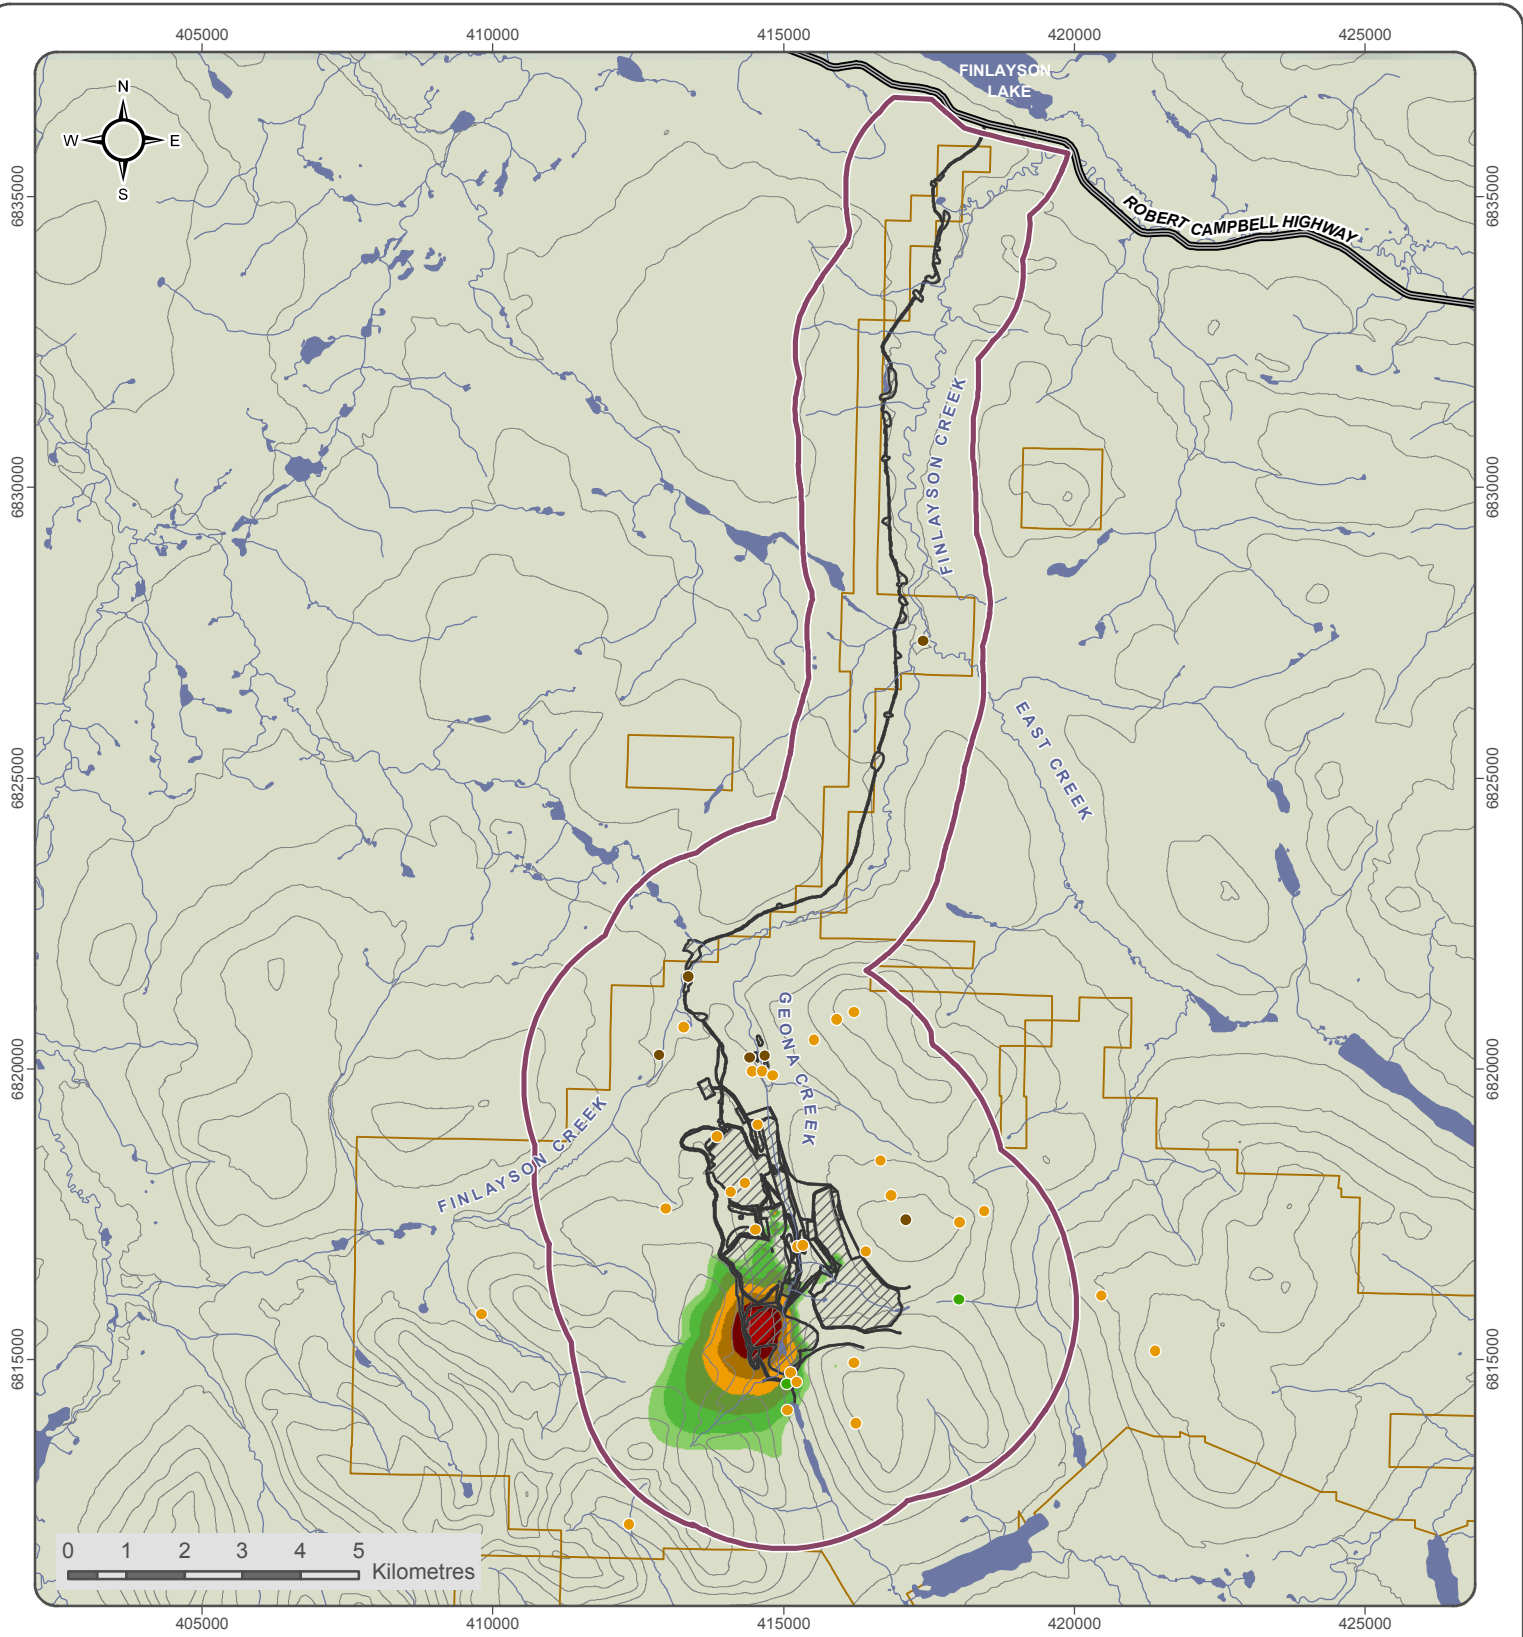 405000
410000
415000
420000
425000
FINLAYSON
LAKE
N
W
E
S
6835000
6835000
ROBERT CAMPBELL HIGHWAY
FINLAYSON CREEK
6830000
6830000
EAST CREEK
6825000
6825000
GEONA CREEK
6820000
6820000
FINLAYSON CREEK
6815000
6815000
0
1
2
3
4
5
Kilometres
405000
410000
415000
420000
425000